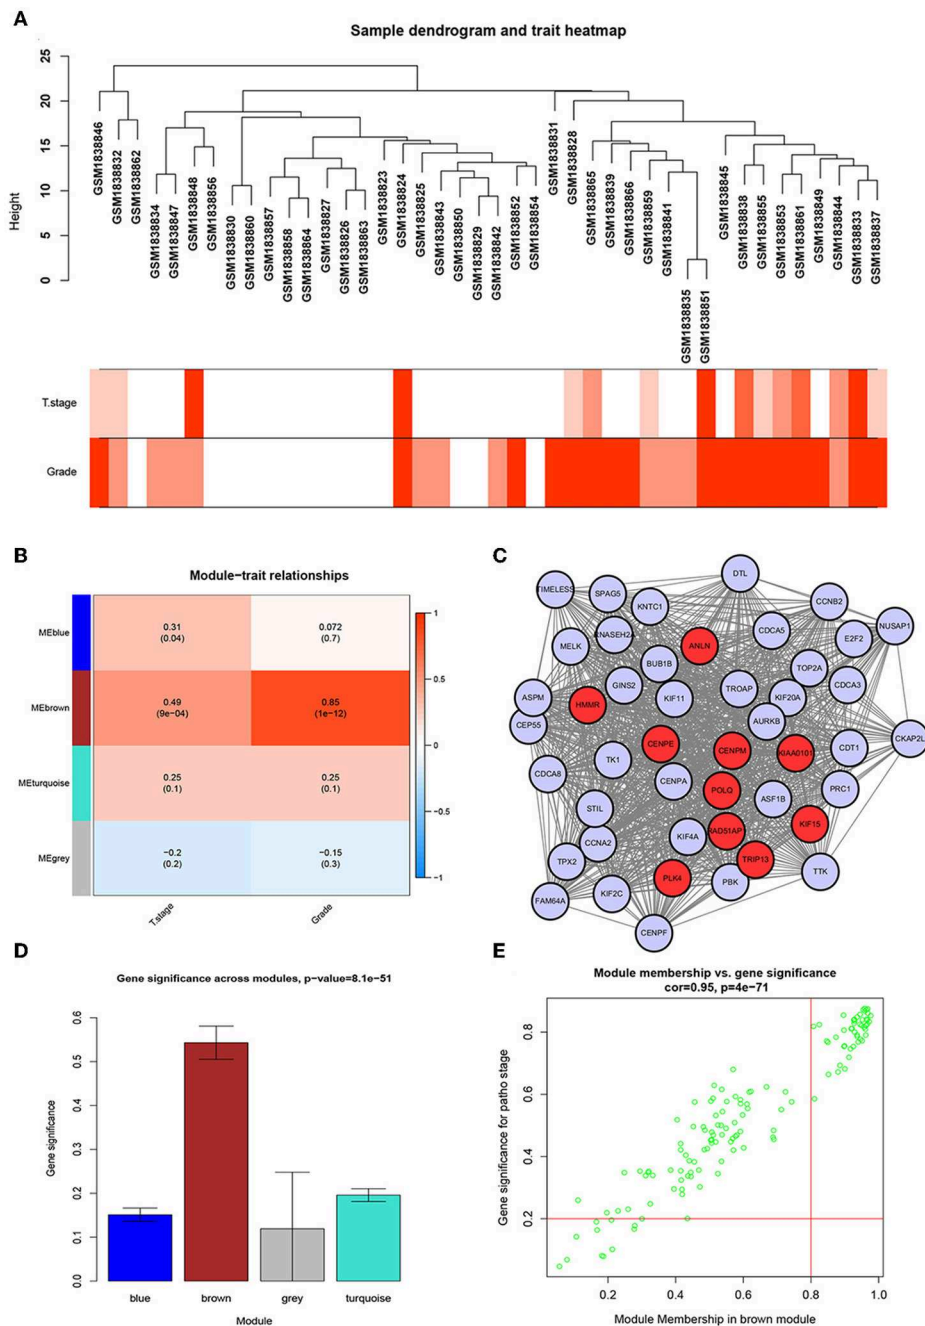 A
Sample dendrogram and trait heatmap
Height
25
20
15
10
5
0
GSM1838846
GSM1838832
GSM1838862
GSM1838834
GSM1838847
GSM1838848
GSM1838856
GSM1838830
GSM1838860
GSM1838857
GSM1838858
GSM1838864
GSM1838827
GSM1838826
GSM1838863
GSM1838823
GSM1838824
GSM1838825
GSM1838843
GSM1838850
GSM1838829
GSM1838842
GSM1838852
GSM1838854
GSM1838831
GSM1838828
GSM1838865
GSM1838839
GSM1838866
GSM1838859
GSM1838841
GSM1838835
GSM1838851
GSM1838845
GSM1838838
GSM1838855
GSM1838853
GSM1838861
GSM1838849
GSM1838844
GSM1838833
GSM1838837
T.stage
Grade
B
Module−trait relationships
MEblue
0.31
(0.04)
0.072
(0.7)
MEbrown
0.49
(9e−04)
0.85
(1e−12)
MEturquoise
0.25
(0.1)
0.25
(0.1)
MEgrey
−0.2
(0.2)
−0.15
(0.3)
T.stage
Grade
1
0.5
0
−0.5
−1
C
DTL
TIMELESS
SPAG5
KNTC1
CCNB2
NUSAP1
RNASEH2A
CDCA5
E2F2
MELK
ANLN
BUB1B
TOP2A
GINS2
TROAP
CDCA3
ASPM
HMMR
KIF11
KIF20A
CEP55
AURKB
CKAP2L
CENPE
CENPM
KIAA0101
CDT1
TK1
CDCA8
CENPA
POLQ
ASF1B
PRC1
STIL
KIF4A
RAD51AP
KIF15
CCNA2
TPX2
TRIP13
TTK
PLK4
PBK
FAM64A
KIF2C
CENPF
D
Gene significance across modules, p−value=8.1e−51
Gene significance
0.6
0.5
0.4
0.3
0.2
0.1
0.0
blue
brown
grey
turquoise
Module
E
Module membership vs. gene significance
cor=0.95, p=4e−71
Gene significance for patho stage
0.8
0.6
0.4
0.2
0.2
0.4
0.6
0.8
1.0
Module Membership in brown module